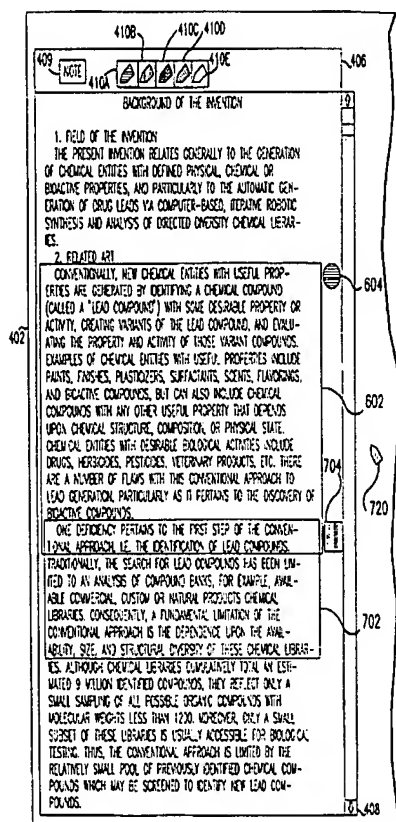 410B 410C 410D
409 NOTE 410A 410E 406
BACKGROUND OF THE INVENTION
1. FIELD OF THE INVENTION
THE PRESENT INVENTION RELATES GENERALLY TO THE GENERATION
OF CHEMICAL ENTITIES WITH DEFINED PHYSICAL, CHEMICAL OR
BIOACTIVE PROPERTIES, AND PARTICULARLY TO THE AUTOMATIC GEN-
ERATION OF DRUG LEADS VIA COMPUTER-BASED, ITERATIVE ROBOTIC
SYNTHESIS AND ANALYSIS OF DIRECTED DIVERSITY CHEMICAL LIBRAR-
IES.
2. RELATED ART
CONVENTIONALLY, NEW CHEMICAL ENTITIES WITH USEFUL PROP-
ERTIES ARE GENERATED BY IDENTIFYING A CHEMICAL COMPOUND
(CALLED A "LEAD COMPOUND") WITH SOME DESIRABLE PROPERTY OR
ACTIVITY, CREATING VARIANTS OF THE LEAD COMPOUND, AND EVALU-
ATING THE PROPERTY AND ACTIVITY OF THOSE VARIANT COMPOUNDS.
EXAMPLES OF CHEMICAL ENTITIES WITH USEFUL PROPERTIES INCLUDE
PAINTS, FINISHES, PLASTICIZERS, SURFACTANTS, SCENTS, FLAVORINGS,
AND BIOACTIVE COMPOUNDS, BUT CAN ALSO INCLUDE CHEMICAL
COMPOUNDS WITH ANY OTHER USEFUL PROPERTY THAT DEPENDS
UPON CHEMICAL STRUCTURE, COMPOSITION, OR PHYSICAL STATE.
CHEMICAL ENTITIES WITH DESIRABLE BIOLOGICAL ACTIVITIES INCLUDE
DRUGS, HERBICIDES, PESTICIDES, VETERINARY PRODUCTS, ETC. THERE
ARE A NUMBER OF FLAWS WITH THIS CONVENTIONAL APPROACH TO
LEAD GENERATION, PARTICULARLY AS IT PERTAINS TO THE DISCOVERY OF
BIOACTIVE COMPOUNDS.
ONE DEFICIENCY PERTAINS TO THE FIRST STEP OF THE CONVEN-
TIONAL APPROACH, I.E. THE IDENTIFICATION OF LEAD COMPOUNDS.
TRADITIONALLY, THE SEARCH FOR LEAD COMPOUNDS HAS BEEN LIM-
ITED TO AN ANALYSIS OF COMPOUND BANKS, FOR EXAMPLE, AVAIL-
ABLE COMMERCIAL, CUSTOM OR NATURAL PRODUCTS CHEMICAL
LIBRARIES. CONSEQUENTLY, A FUNDAMENTAL LIMITATION OF THE
CONVENTIONAL APPROACH IS THE DEPENDENCE UPON THE AVAIL-
ABILITY, SIZE, AND STRUCTURAL DIVERSITY OF THESE CHEMICAL LIBRAR-
IES. ALTHOUGH CHEMICAL LIBRARIES CUMULATIVELY TOTAL AN ESTI-
MATED 9 MILLION IDENTIFIED COMPOUNDS, THEY REFLECT ONLY A
SMALL SAMPLING OF ALL POSSIBLE ORGANIC COMPOUNDS WITH
MOLECULAR WEIGHTS LESS THAN 1200. MOREOVER, ONLY A SMALL
SUBSET OF THESE LIBRARIES IS USUALLY ACCESSIBLE FOR BIOLOGICAL
TESTING. THUS, THE CONVENTIONAL APPROACH IS LIMITED BY THE
RELATIVELY SMALL POOL OF PREVIOUSLY IDENTIFIED CHEMICAL COM-
POUNDS WHICH MAY BE SCREENED TO IDENTIFY NEW LEAD COM-
POUNDS.
402
604
602
704
720
702
408